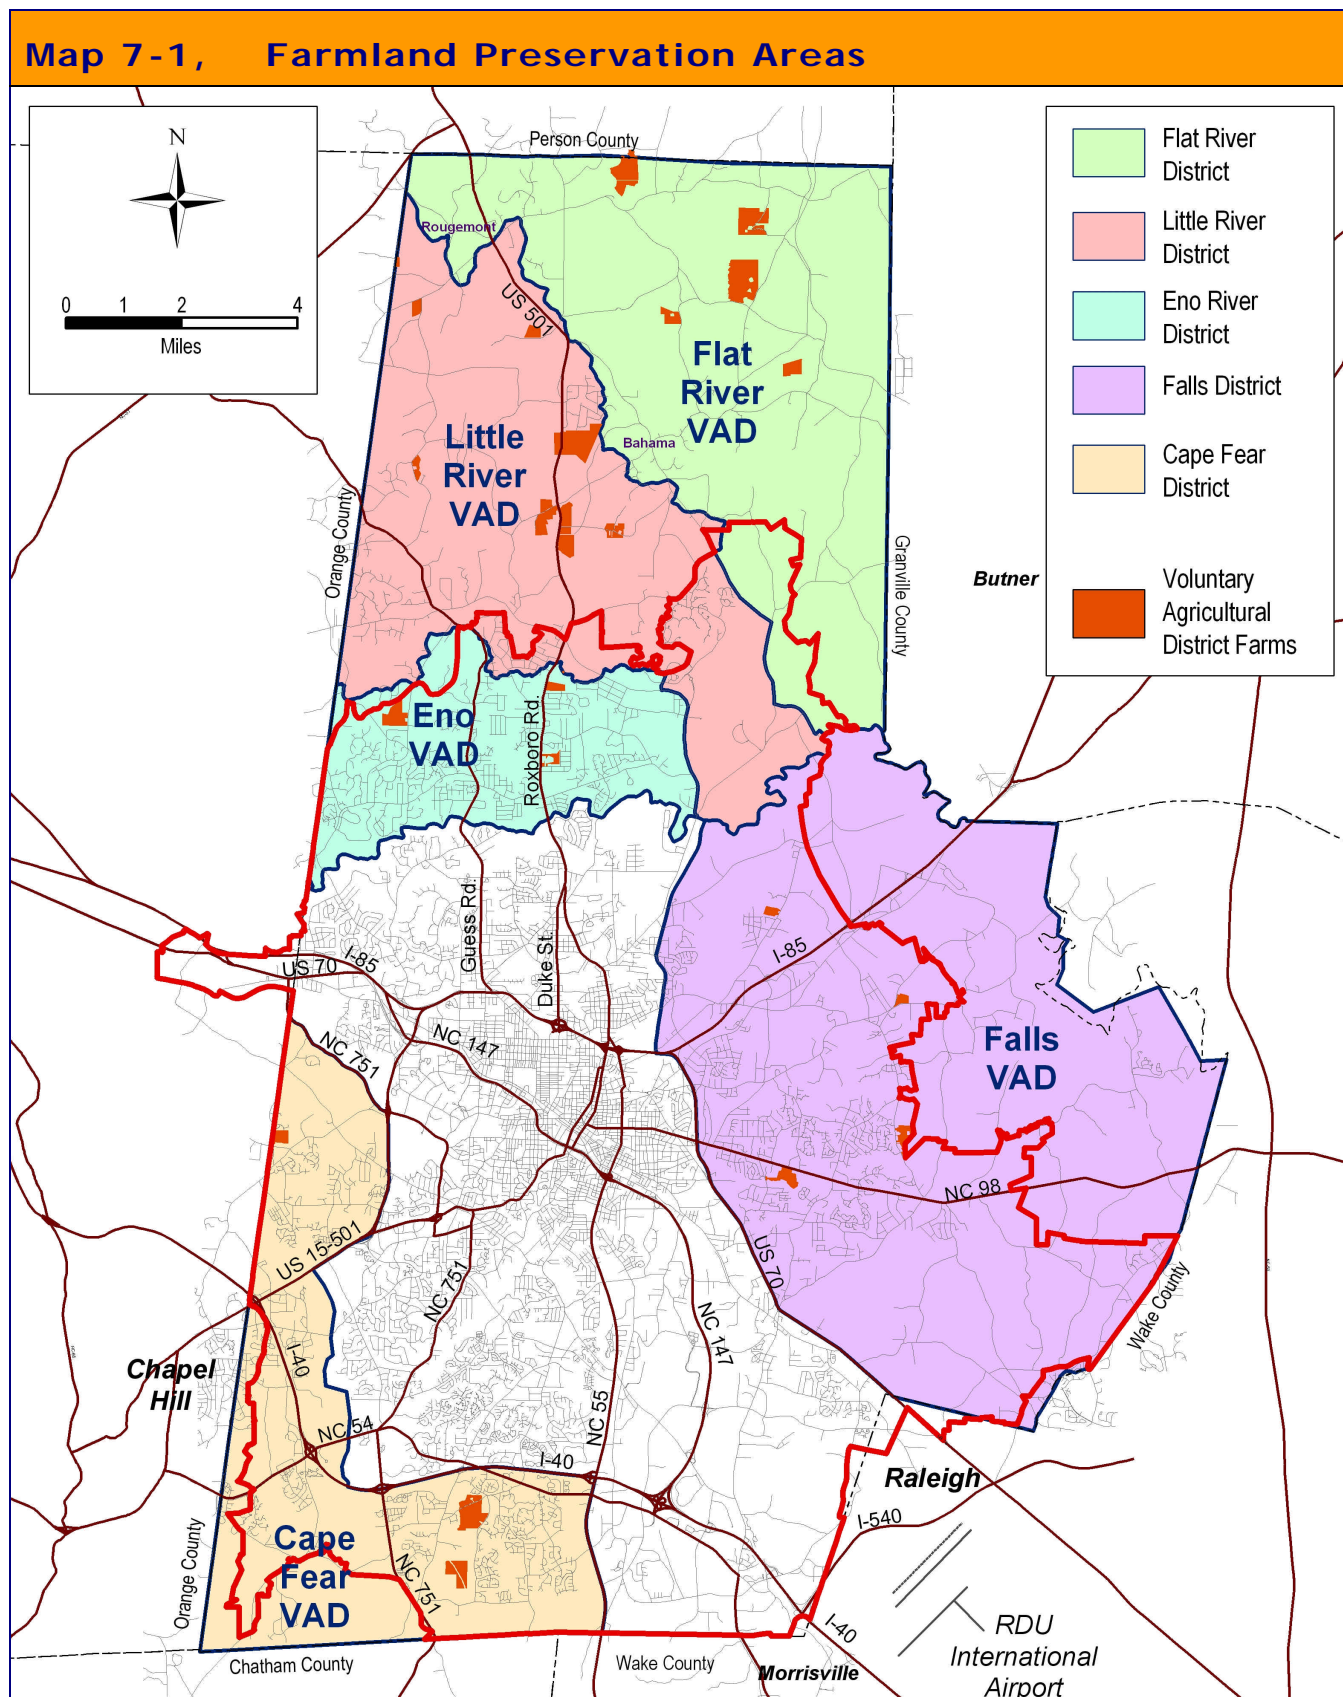 Map 7-1, Farmland Preservation Areas
N
0 1 2 4
Miles
Flat River
District
Little River
District
Eno River
District
Falls District
Cape Fear
District
Voluntary
Agricultural
District Farms
Person County
Rougemont
US 501
Flat
River
VAD
Little
River
VAD
Bahama
Orange County
Granville County
Butner
Eno
VAD
Roxboro Rd.
Guess Rd.
Duke St.
I-85
US 70
I-85
NC 751
NC 147
Falls
VAD
NC 98
US 15-501
NC 751
US 70
Wake County
NC 147
Chapel
Hill
I-40
NC 54
NC 55
I-40
Raleigh
I-540
Cape
Fear
VAD
NC 751
Orange County
I-40
RDU
International
Airport
Chatham County
Wake County
Morrisville